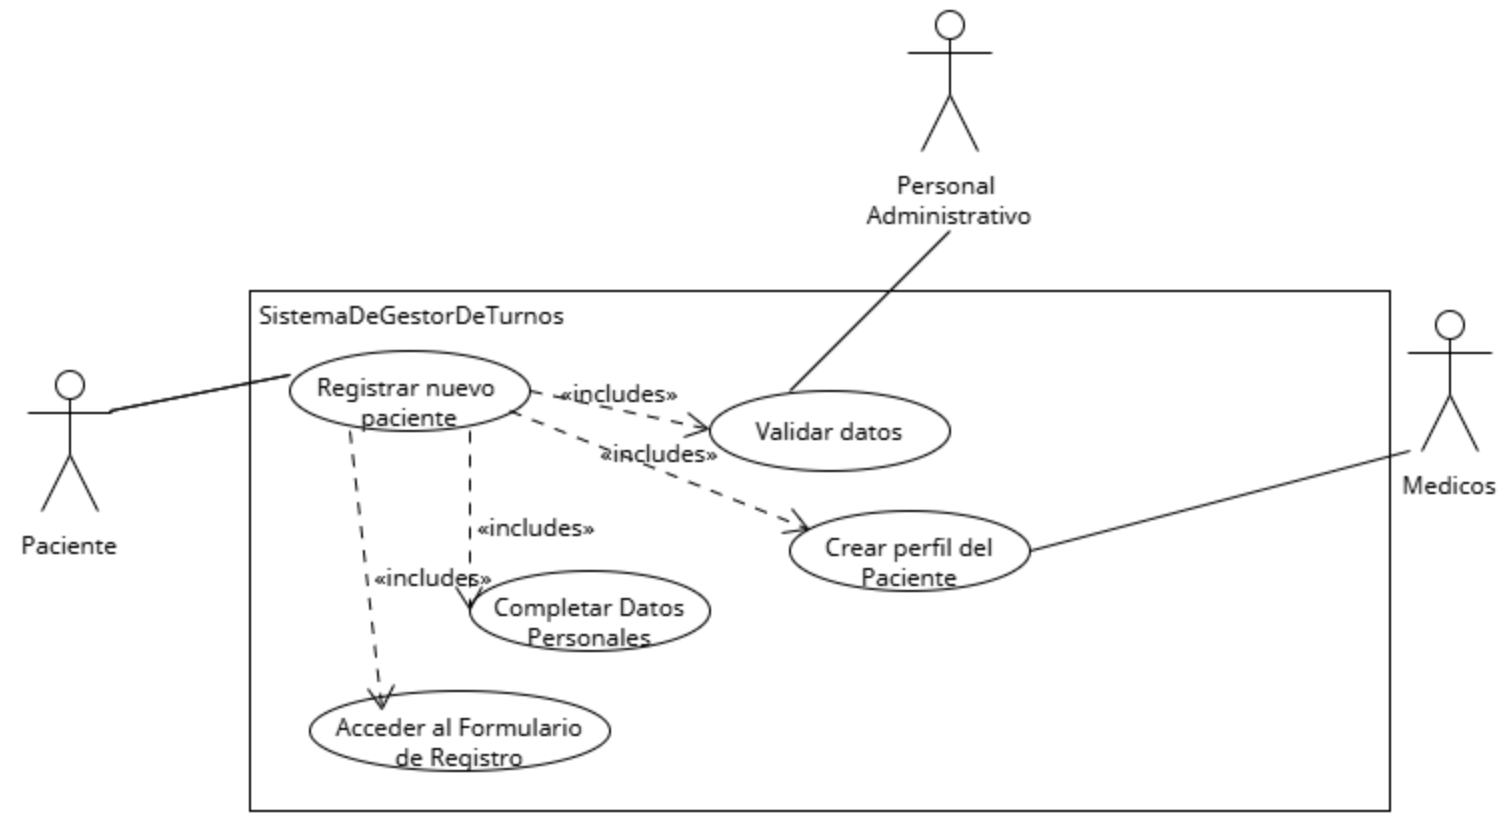 Personal
Administrativo
SistemaDeGestorDeTurnos
Registrar nuevo
paciente
«includes»
Validar datos
«includes»
Medicos
Paciente
«includes»
Crear perfil del
Paciente
«includes»
Completar Datos
Personales
Acceder al Formulario
de Registro